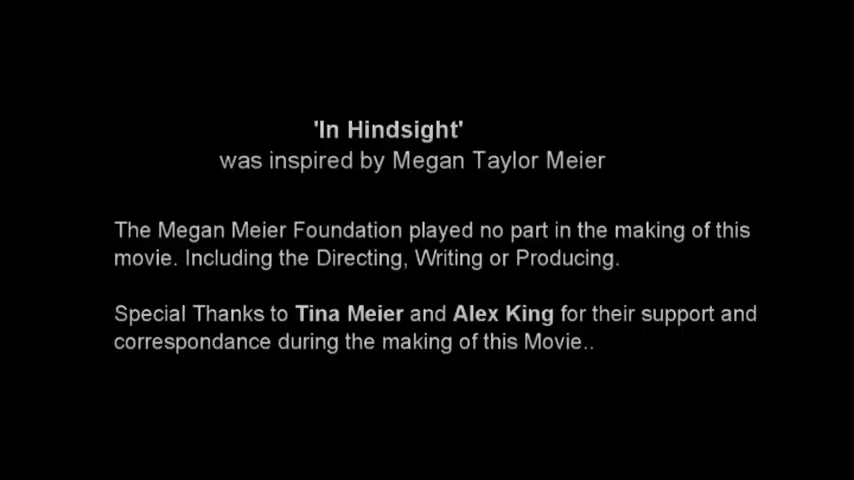 'In Hindsight'
was inspired by Megan Taylor Meier
The Megan Meier Foundation played no part in the making of this
movie. Including the Directing, Writing or Producing.
Special Thanks to Tina Meier and Alex King for their support and
correspondance during the making of this Movie..